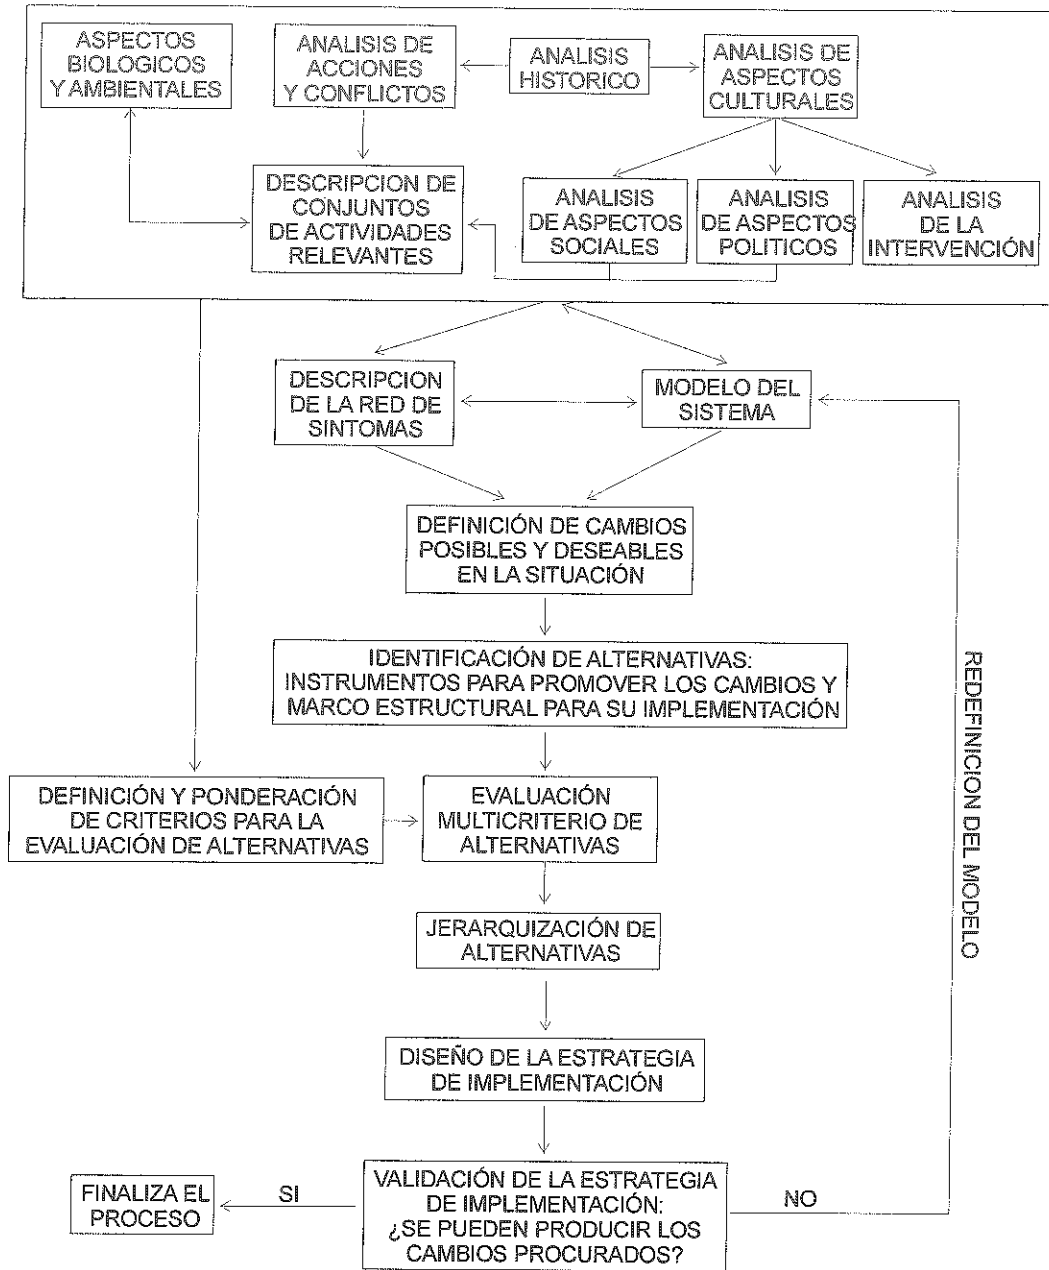 ASPECTOS
BIOLOGICOS
Y AMBIENTALES
ANALISIS DE
ACCIONES
Y CONFLICTOS
ANALISIS
HISTORICO
ANALISIS DE
ASPECTOS
CULTURALES
DESCRIPCION DE
CONJUNTOS
DE ACTIVIDADES
RELEVANTES
ANALISIS
DE ASPECTOS
SOCIALES
ANALISIS
DE ASPECTOS
POLITICOS
ANALISIS
DE LA
INTERVENCIÓN
DESCRIPCION
DE LA RED DE
SINTOMAS
MODELO DEL
SISTEMA
DEFINICIÓN DE CAMBIOS
POSIBLES Y DESEABLES
EN LA SITUACIÓN
IDENTIFICACIÓN DE ALTERNATIVAS:
INSTRUMENTOS PARA PROMOVER LOS CAMBIOS Y
MARCO ESTRUCTURAL PARA SU IMPLEMENTACIÓN
DEFINICIÓN Y PONDERACIÓN
DE CRITERIOS PARA LA
EVALUACIÓN DE ALTERNATIVAS
EVALUACIÓN
MULTICRITERIO DE
ALTERNATIVAS
REDEFINICION DEL MODELO
JERARQUIZACIÓN DE
ALTERNATIVAS
DISEÑO DE LA ESTRATEGIA
DE IMPLEMENTACIÓN
VALIDACIÓN DE LA ESTRATEGIA
DE IMPLEMENTACIÓN:
¿SE PUEDEN PRODUCIR LOS
CAMBIOS PROCURADOS?
SI
NO
FINALIZA EL
PROCESO